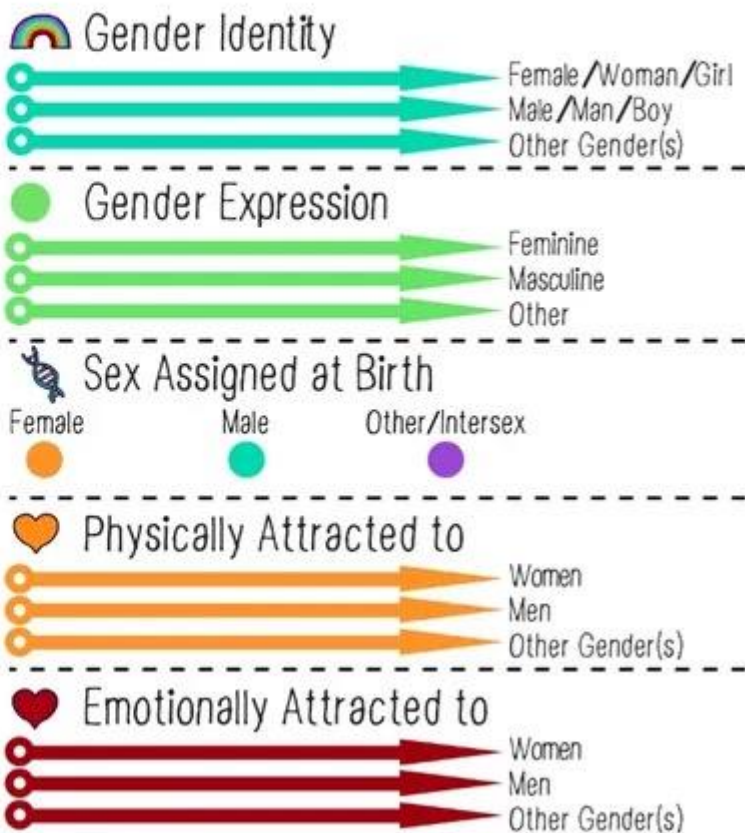 Gender Identity
Female/Woman/Girl
Male/Man/Boy
Other Gender(s)
Gender Expression
Feminine
Masculine
Other
Sex Assigned at Birth
Female Male Other/Intersex
Physically Attracted to
Women
Men
Other Gender(s)
Emotionally Attracted to
Women
Men
Other Gender(s)